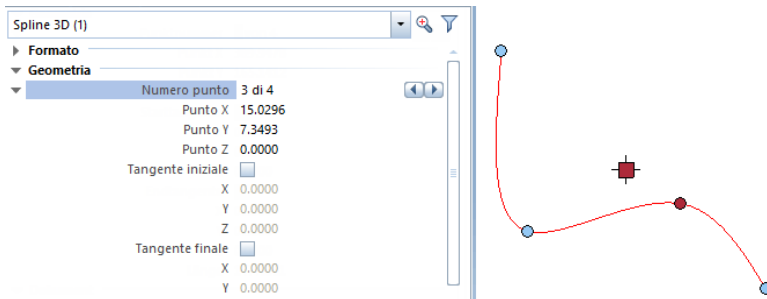 Spline 3D (1)
Formato
Geometria
Numero punto 3 di 4
Punto X 15.0296
Punto Y 7.3493
Punto Z 0.0000
Tangente iniziale
X 0.0000
Y 0.0000
Z 0.0000
Tangente finale
X 0.0000
Y 0.0000